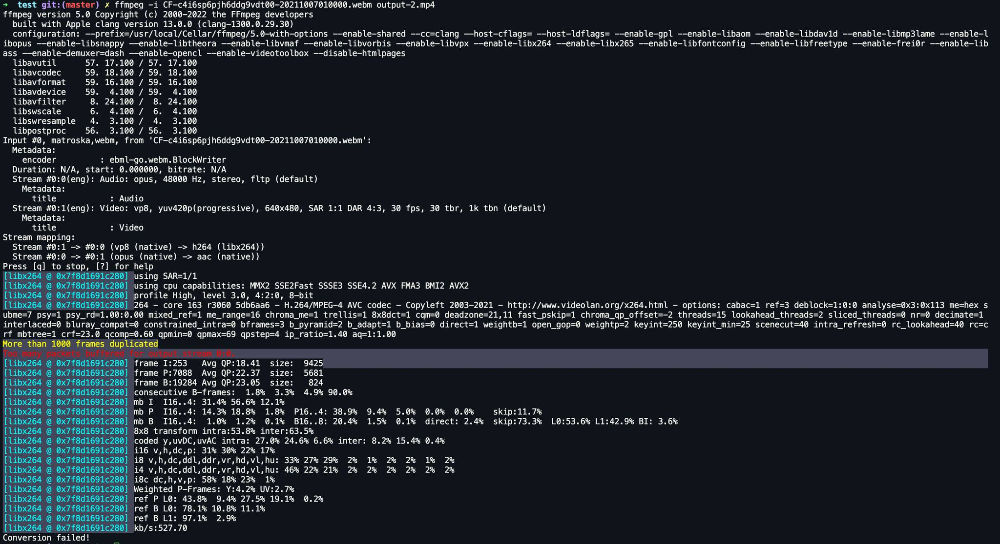 ➜  test git:(master) ✗ ffmpeg -i CF-c4i6sp6pjh6ddg9vdt00-20211007010000.webm output-2.mp4
ffmpeg version 5.0 Copyright (c) 2000-2022 the FFmpeg developers
  built with Apple clang version 13.0.0 (clang-1300.0.29.30)
  configuration: --prefix=/usr/local/Cellar/ffmpeg/5.0-with-options --enable-shared --cc=clang --host-cflags= --host-ldflags= --enable-gpl --enable-libaom --enable-libdav1d --enable-libmp3lame --enable-l
ibopus --enable-libsnappy --enable-libtheora --enable-libvmaf --enable-libvorbis --enable-libvpx --enable-libx264 --enable-libx265 --enable-libfontconfig --enable-libfreetype --enable-frei0r --enable-lib
ass --enable-demuxer=dash --enable-opencl --enable-videotoolbox --disable-htmlpages
  libavutil      57. 17.100 / 57. 17.100
  libavcodec     59. 18.100 / 59. 18.100
  libavformat    59. 16.100 / 59. 16.100
  libavdevice    59.  4.100 / 59.  4.100
  libavfilter     8. 24.100 /  8. 24.100
  libswscale      6.  4.100 /  6.  4.100
  libswresample   4.  3.100 /  4.  3.100
  libpostproc    56.  3.100 / 56.  3.100
Input #0, matroska,webm, from 'CF-c4i6sp6pjh6ddg9vdt00-20211007010000.webm':
  Metadata:
    encoder         : ebml-go.webm.BlockWriter
  Duration: N/A, start: 0.000000, bitrate: N/A
  Stream #0:0(eng): Audio: opus, 48000 Hz, stereo, fltp (default)
    Metadata:
      title           : Audio
  Stream #0:1(eng): Video: vp8, yuv420p(progressive), 640x480, SAR 1:1 DAR 4:3, 30 fps, 30 tbr, 1k tbn (default)
    Metadata:
      title           : Video
Stream mapping:
  Stream #0:1 -> #0:0 (vp8 (native) -> h264 (libx264))
  Stream #0:0 -> #0:1 (opus (native) -> aac (native))
Press [q] to stop, [?] for help
[libx264 @ 0x7f8d1691c280] using SAR=1/1
[libx264 @ 0x7f8d1691c280] using cpu capabilities: MMX2 SSE2Fast SSSE3 SSE4.2 AVX FMA3 BMI2 AVX2
[libx264 @ 0x7f8d1691c280] profile High, level 3.0, 4:2:0, 8-bit
[libx264 @ 0x7f8d1691c280] 264 - core 163 r3060 5db6aa6 - H.264/MPEG-4 AVC codec - Copyleft 2003-2021 - http://www.videolan.org/x264.html - options: cabac=1 ref=3 deblock=1:0:0 analyse=0x3:0x113 me=hex s
ubme=7 psy=1 psy_rd=1.00:0.00 mixed_ref=1 me_range=16 chroma_me=1 trellis=1 8x8dct=1 cqm=0 deadzone=21,11 fast_pskip=1 chroma_qp_offset=-2 threads=15 lookahead_threads=2 sliced_threads=0 nr=0 decimate=1
interlaced=0 bluray_compat=0 constrained_intra=0 bframes=3 b_pyramid=2 b_adapt=1 b_bias=0 direct=1 weightb=1 open_gop=0 weightp=2 keyint=250 keyint_min=25 scenecut=40 intra_refresh=0 rc_lookahead=40 rc=c
rf mbtree=1 crf=23.0 qcomp=0.60 qpmin=0 qpmax=69 qpstep=4 ip_ratio=1.40 aq=1:1.00
More than 1000 frames duplicated
Too many packets buffered for output stream 0:0.
[libx264 @ 0x7f8d1691c280] frame I:253   Avg QP:18.41  size:  9425
[libx264 @ 0x7f8d1691c280] frame P:7088  Avg QP:22.37  size:  5681
[libx264 @ 0x7f8d1691c280] frame B:19284 Avg QP:23.05  size:   824
[libx264 @ 0x7f8d1691c280] consecutive B-frames:  1.8%  3.3%  4.9% 90.0%
[libx264 @ 0x7f8d1691c280] mb I  I16..4: 31.4% 56.6% 12.1%
[libx264 @ 0x7f8d1691c280] mb P  I16..4: 14.3% 18.8%  1.8%  P16..4: 38.9%  9.4%  5.0%  0.0%  0.0%    skip:11.7%
[libx264 @ 0x7f8d1691c280] mb B  I16..4:  1.0%  1.2%  0.1%  B16..8: 20.4%  1.5%  0.1%  direct: 2.4%  skip:73.3%  L0:53.6% L1:42.9% BI: 3.6%
[libx264 @ 0x7f8d1691c280] 8x8 transform intra:53.8% inter:63.5%
[libx264 @ 0x7f8d1691c280] coded y,uvDC,uvAC intra: 27.0% 24.6% 6.6% inter: 8.2% 15.4% 0.4%
[libx264 @ 0x7f8d1691c280] i16 v,h,dc,p: 31% 30% 22% 17%
[libx264 @ 0x7f8d1691c280] i8 v,h,dc,ddl,ddr,vr,hd,vl,hu: 33% 27% 29%  2%  1%  2%  2%  1%  2%
[libx264 @ 0x7f8d1691c280] i4 v,h,dc,ddl,ddr,vr,hd,vl,hu: 46% 22% 21%  2%  2%  2%  2%  2%  2%
[libx264 @ 0x7f8d1691c280] i8c dc,h,v,p: 58% 18% 23%  1%
[libx264 @ 0x7f8d1691c280] Weighted P-Frames: Y:4.2% UV:2.7%
[libx264 @ 0x7f8d1691c280] ref P L0: 43.8%  9.4% 27.5% 19.1%  0.2%
[libx264 @ 0x7f8d1691c280] ref B L0: 78.1% 10.8% 11.1%
[libx264 @ 0x7f8d1691c280] ref B L1: 97.1%  2.9%
[libx264 @ 0x7f8d1691c280] kb/s:527.70
Conversion failed!